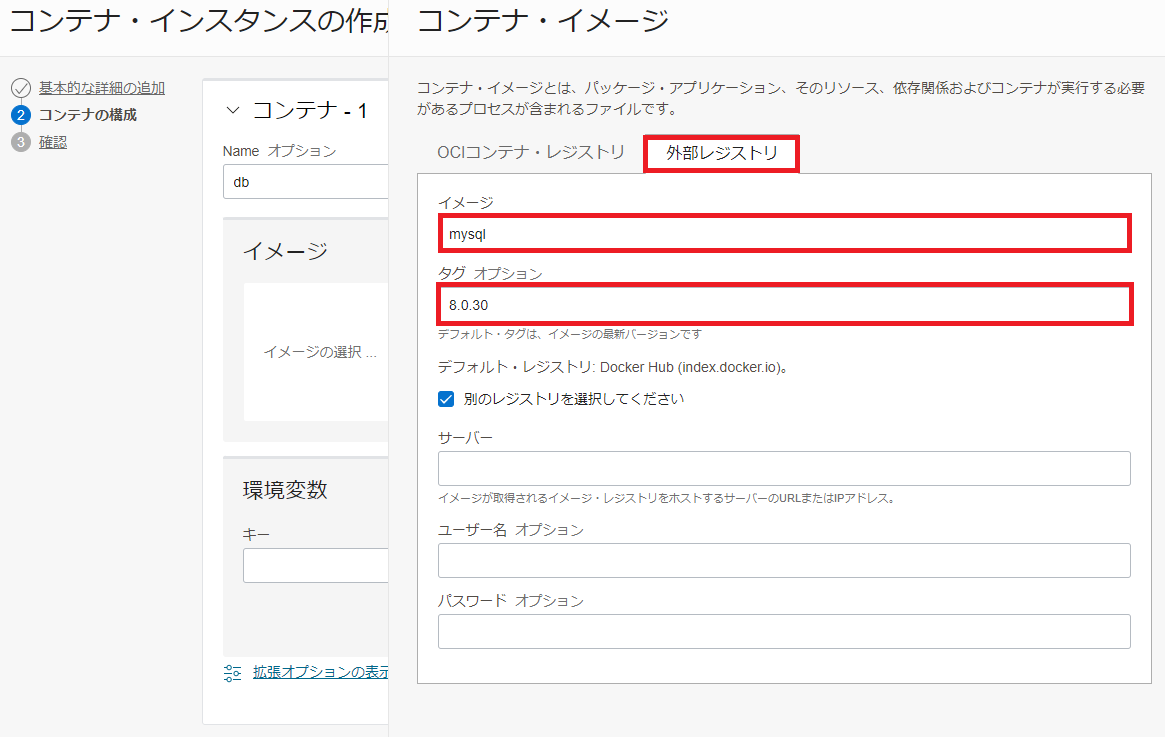 コンテナ・インスタンスの作成
基本的な詳細の追加
2 コンテナの構成
3 確認
コンテナ - 1
Name オプション
db
イメージ
イメージの選択 ...
環境変数
キー
拡張オプションの表示
コンテナ・イメージ
コンテナ・イメージとは、パッケージ・アプリケーション、そのリソース、依存関係およびコンテナが実行する必要
があるプロセスが含まれるファイルです。
OCIコンテナ・レジストリ 外部レジストリ
イメージ
mysql
タグ オプション
8.0.30
デフォルト・タグは、イメージの最新バージョンです
デフォルト・レジストリ: Docker Hub (index.docker.io)。
別のレジストリを選択してください
サーバー
イメージが取得されるイメージ・レジストリをホストするサーバーのURLまたはIPアドレス。
ユーザー名 オプション
パスワード オプション